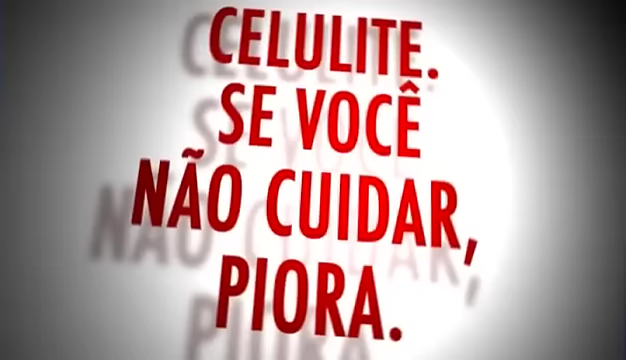 CELULITE.
SE VOCÊ
NÃO CUIDAR,
PIORA.